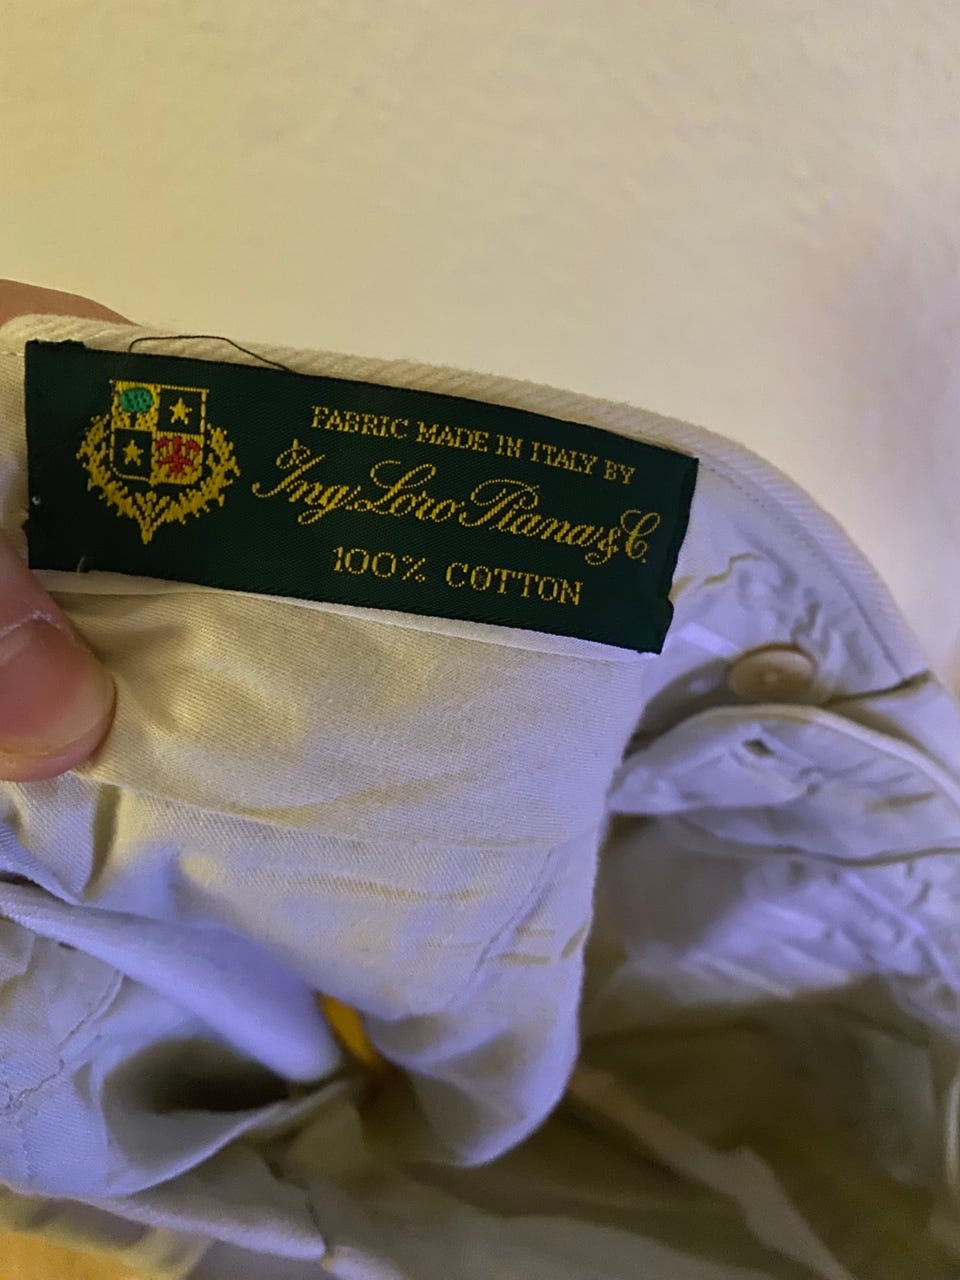 FABRIC MADE IN ITALY BY
Ing. Loro Piana & C.
100% COTTON